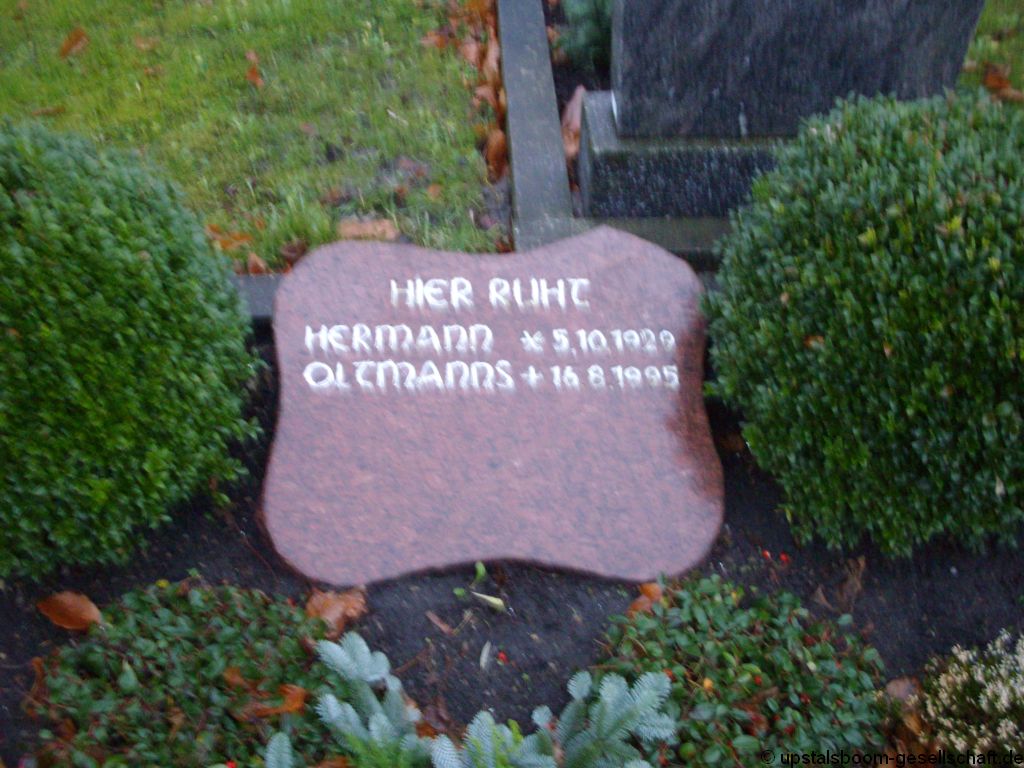 HIER RUHT
HERMANN * 5.10.1929
OLTMANNS + 16.8.1995
© upstalsboom-gesellschaft.de